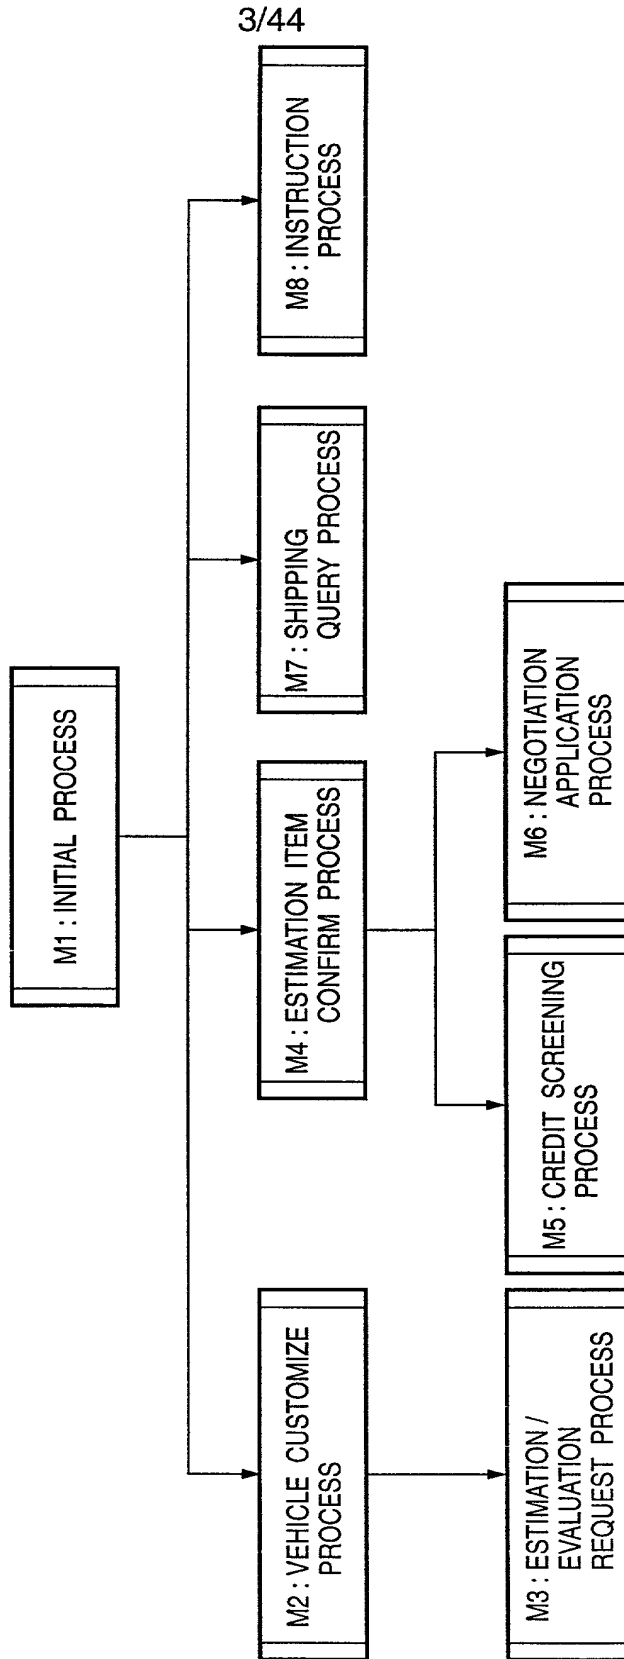 3/44
M1 : INITIAL PROCESS
M2 : VEHICLE CUSTOMIZE
PROCESS
M4 : ESTIMATION ITEM
CONFIRM PROCESS
M7 : SHIPPING
QUERY PROCESS
M8 : INSTRUCTION
PROCESS
M3 : ESTIMATION /
EVALUATION
REQUEST PROCESS
M5 : CREDIT SCREENING
PROCESS
M6 : NEGOTIATION
APPLICATION
PROCESS